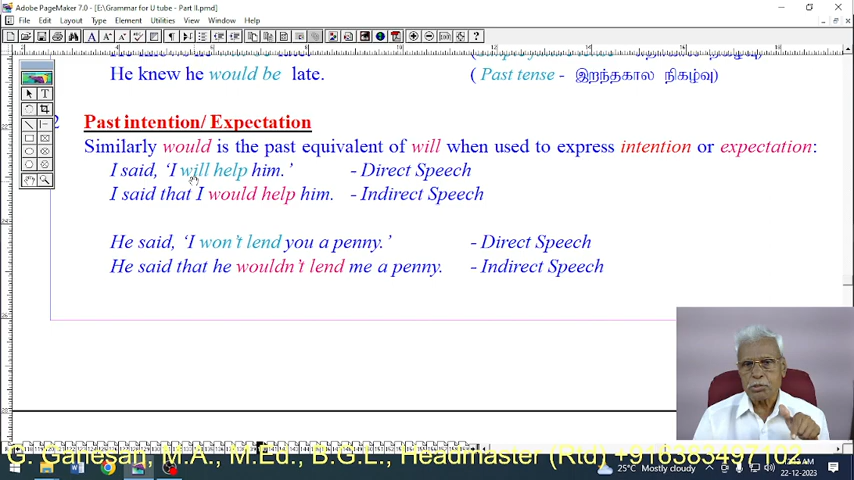 Adobe PageMaker 7.0 - [E:\Grammar for U tube - Part II.pmd]
File Edit Layout Type Element Utilities View Window Help
He knew he would be late.
( Past tense - இறந்தகால நிகழ்வு)
2 Past intention/ Expectation
Similarly would is the past equivalent of will when used to express intention or expectation:
I said, ‘I will help him.’ - Direct Speech
I said that I would help him. - Indirect Speech
He said, ‘I won’t lend you a penny.’ - Direct Speech
He said that he wouldn’t lend me a penny. - Indirect Speech
G. Ganesan, M.A., M.Ed., B.G.L., Headmaster (Rtd) +916383497102
25°C Mostly cloudy
22-12-2023